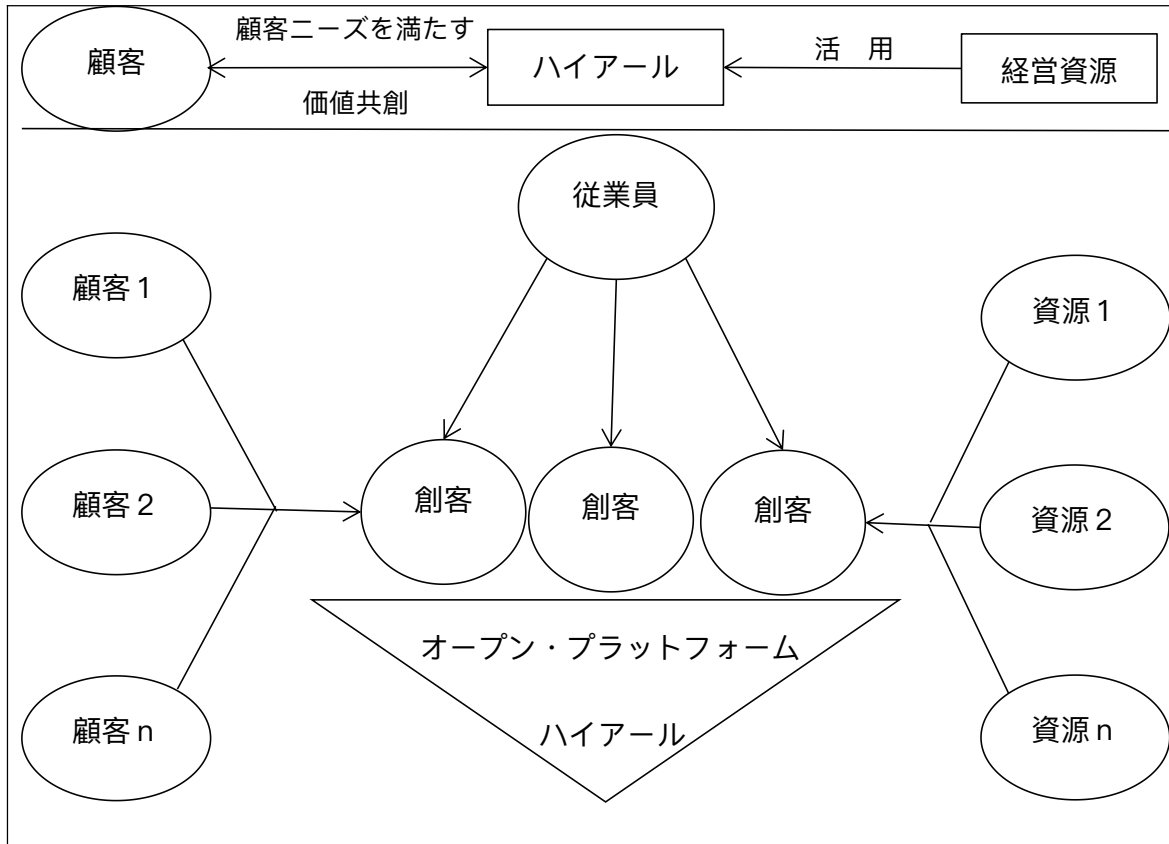 顧客ニーズを満たす
顧客
ハイアール
活　用
経営資源
価値共創
従業員
顧客１
資源１
顧客２
創客
創客
創客
資源２
オープン・プラットフォーム
ハイアール
顧客ｎ
資源ｎ